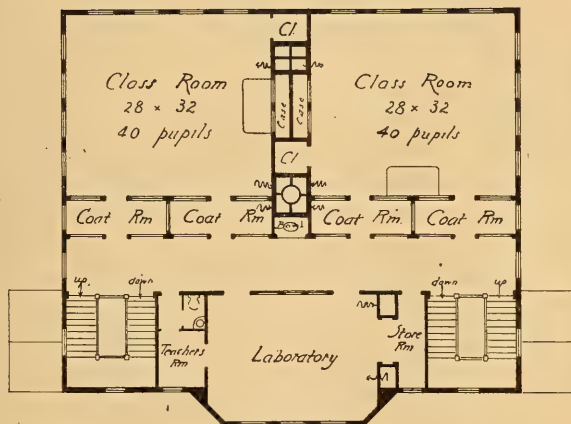 Cl.
Class Room
28 × 32
40 pupils
Case
Case
Class Room
28 × 32
40 pupils
Cl
Coat Rm
Coat Rm
Coat Rm.
Coat Rm
Bowl
up.
down
down
up
Teachers
Rm
Laboratory
Store
Rm